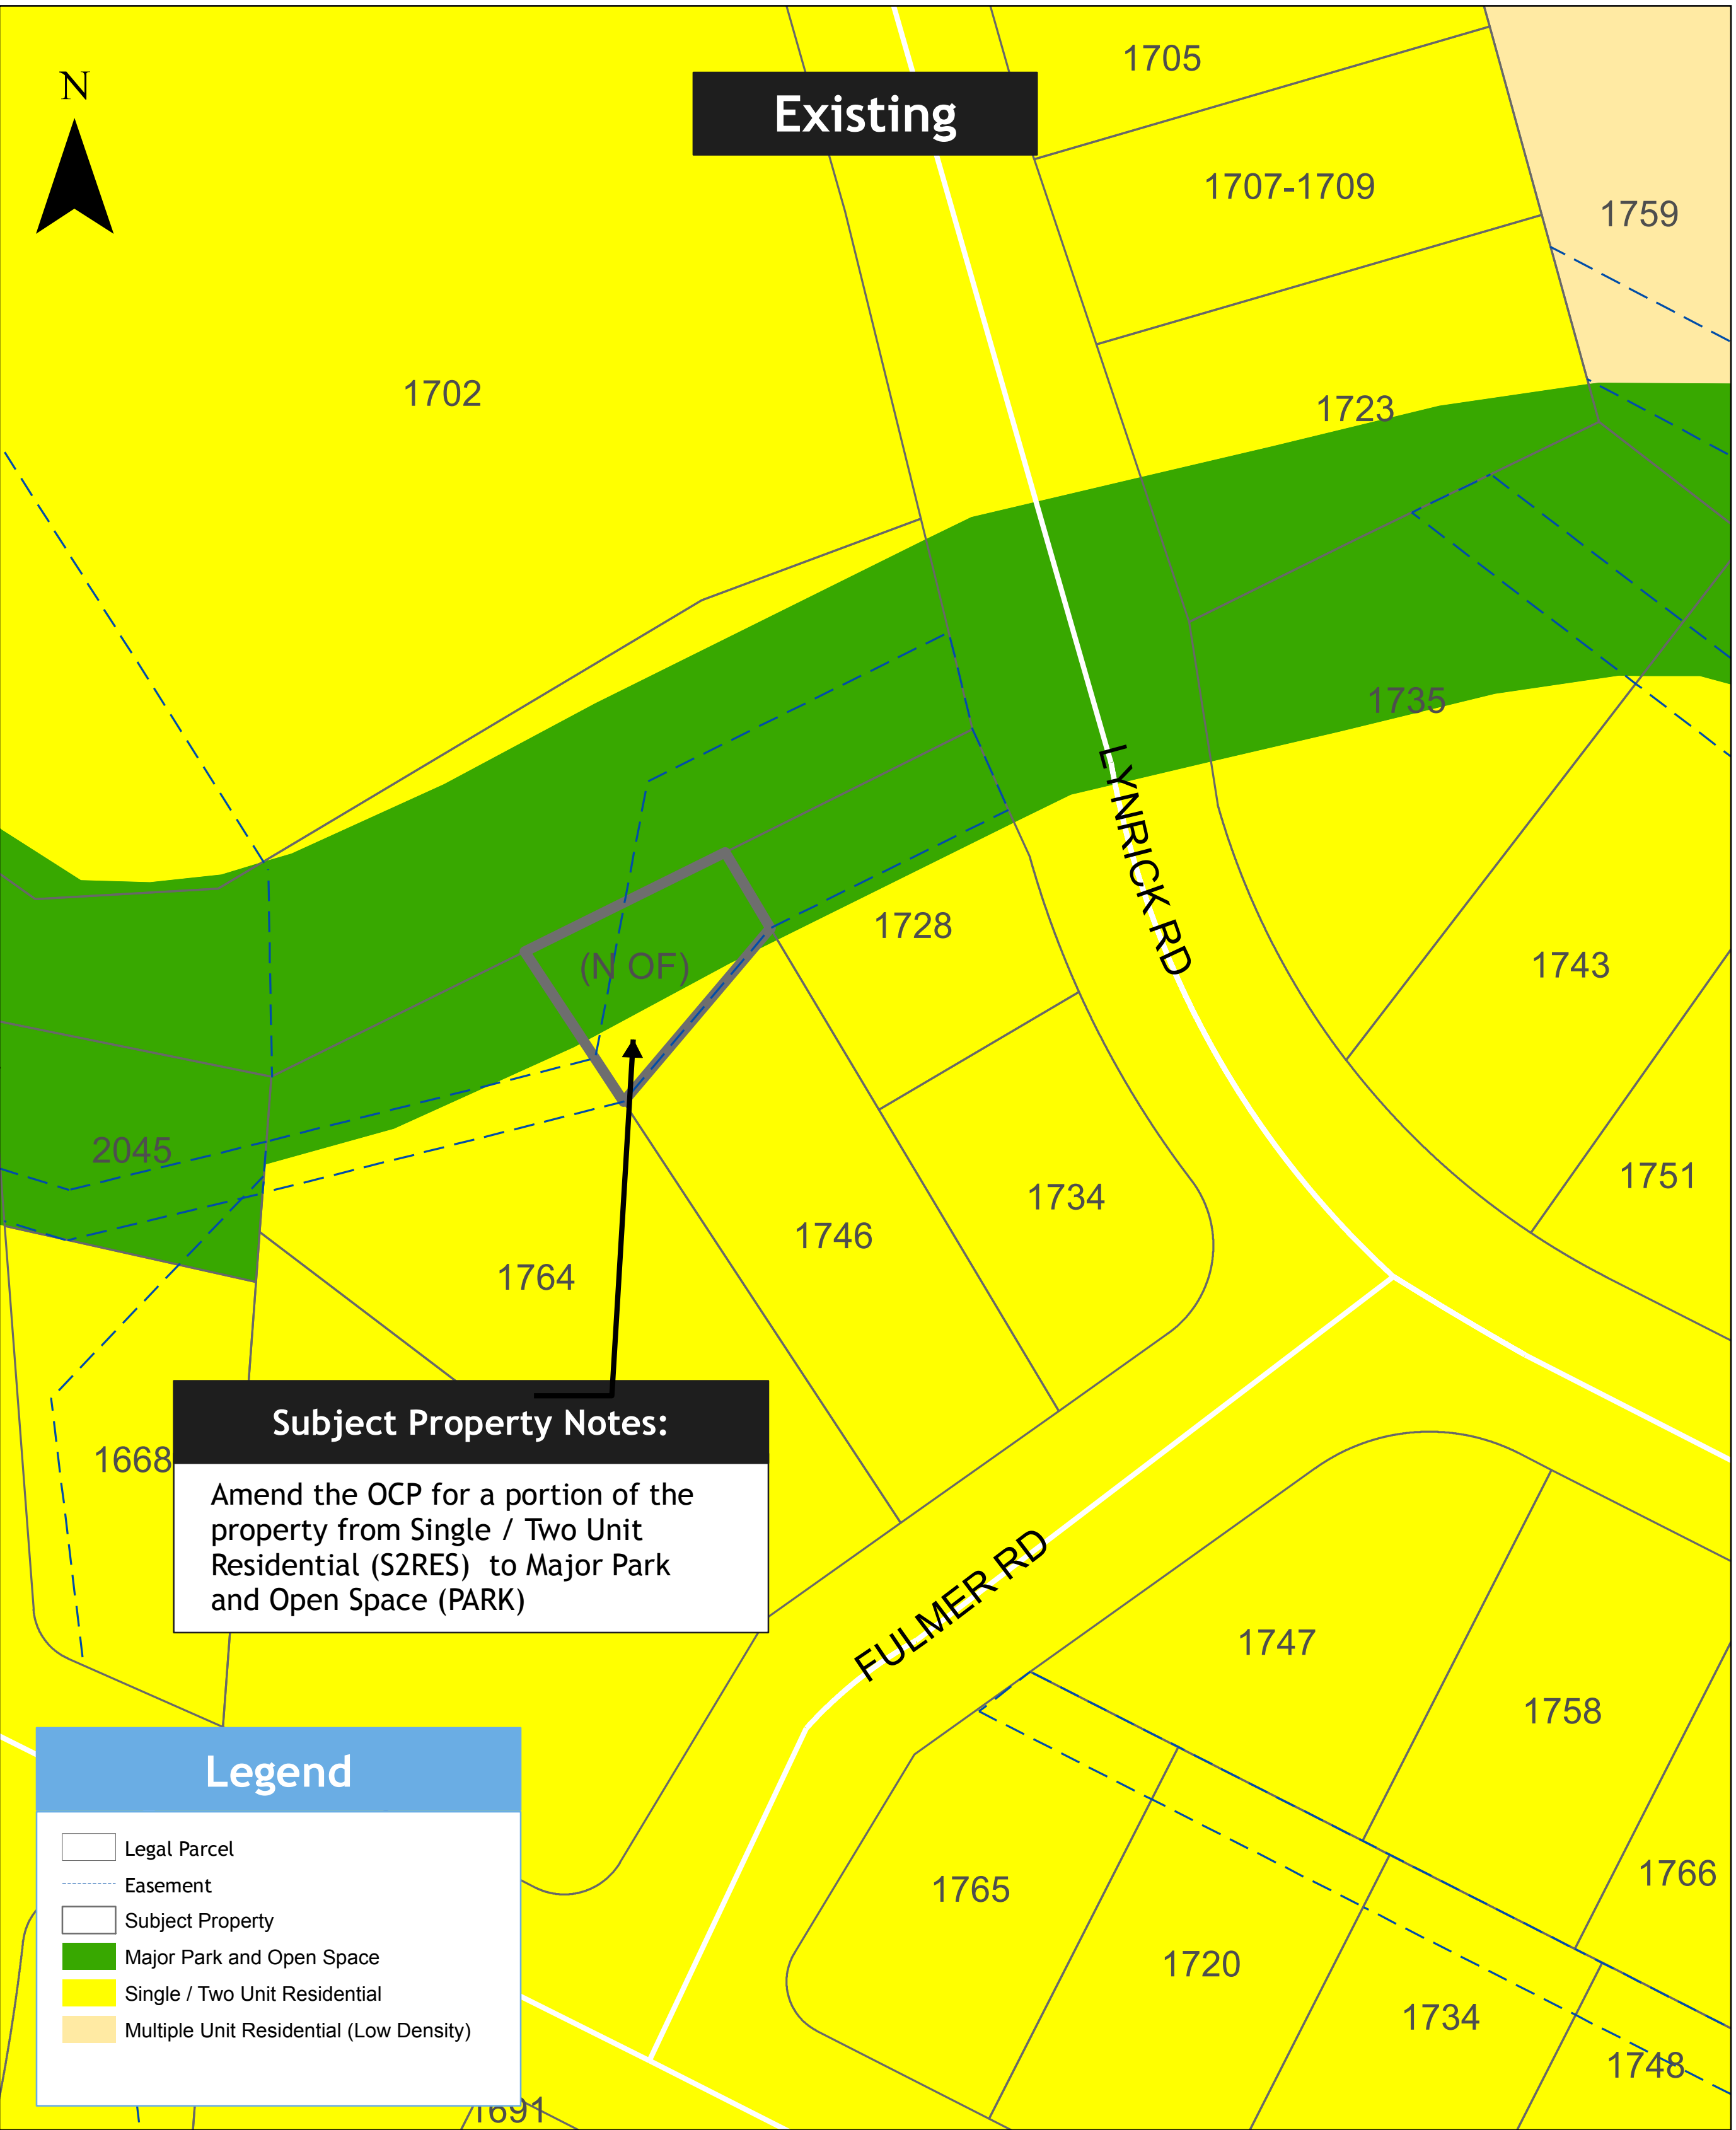 1705
N
Existing
1707-1709
1759
1702
1723
1735
LYNRICK RD
1728
(N OF)
1743
2045
1751
1734
1746
1764
Subject Property Notes:
1668
Amend the OCP for a portion of the
property from Single / Two Unit
Residential (S2RES) to Major Park
and Open Space (PARK)
FULMER RD
1747
1758
Legend
Legal Parcel
Easement
Subject Property
Major Park and Open Space
Single / Two Unit Residential
Multiple Unit Residential (Low Density)
1765
1766
1720
1734
1748
1691